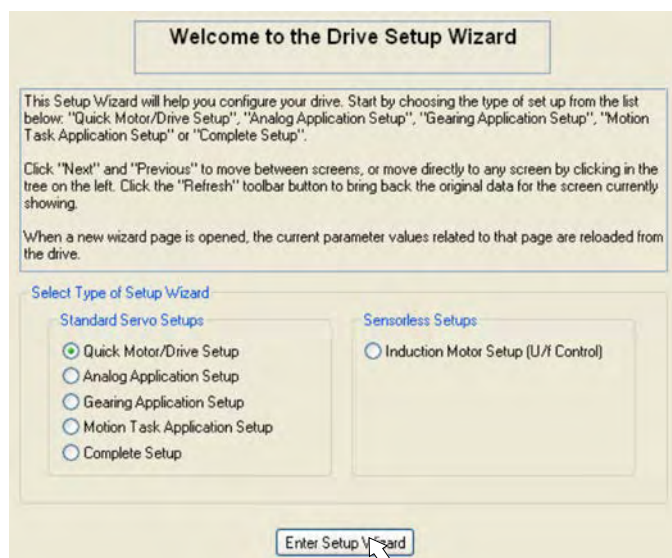 Welcome to the Drive Setup Wizard
This Setup Wizard will help you configure your drive. Start by choosing the type of set up from the list
below: "Quick Motor/Drive Setup", "Analog Application Setup", "Gearing Application Setup", "Motion
Task Application Setup" or "Complete Setup".
Click "Next" and "Previous" to move between screens, or move directly to any screen by clicking in the
tree on the left. Click the "Refresh" toolbar button to bring back the original data for the screen currently
showing.
When a new wizard page is opened, the current parameter values related to that page are reloaded from
the drive.
Select Type of Setup Wizard
Standard Servo Setups
Quick Motor/Drive Setup
Analog Application Setup
Gearing Application Setup
Motion Task Application Setup
Complete Setup
Sensorless Setups
Induction Motor Setup (U/f Control)
Enter Setup Wizard